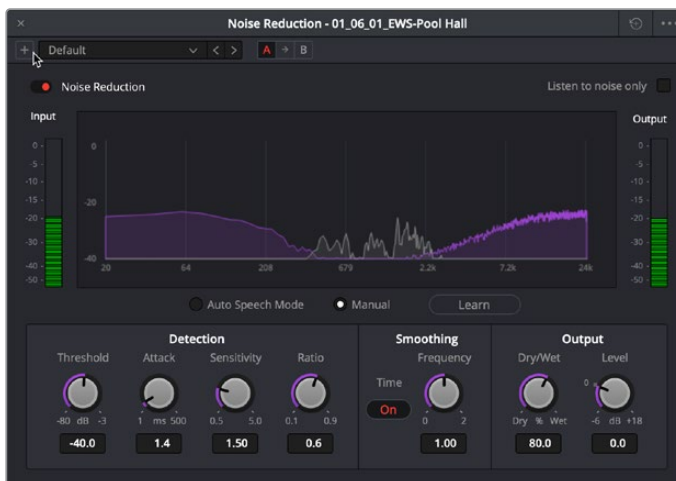 Noise Reduction - 01_06_01_EWS-Pool Hall
Default
A
B
Noise Reduction
Listen to noise only
Input
Output
0
-5
-10
-15
-20
-30
-40
-50
0
-20
-40
20 64 208 679 2.2k 7.2k 24k
0
-5
-10
-15
-20
-30
-40
-50
Auto Speech Mode Manual Learn
Detection Smoothing Output
Threshold Attack Sensitivity Ratio Frequency Dry/Wet Level
Time
0
On
-80 dB -3 1 ms 500 0.5 5.0 0.1 0.9 0 2 Dry % Wet -6 dB +18
-40.0 1.4 1.50 0.6 1.00 80.0 0.0